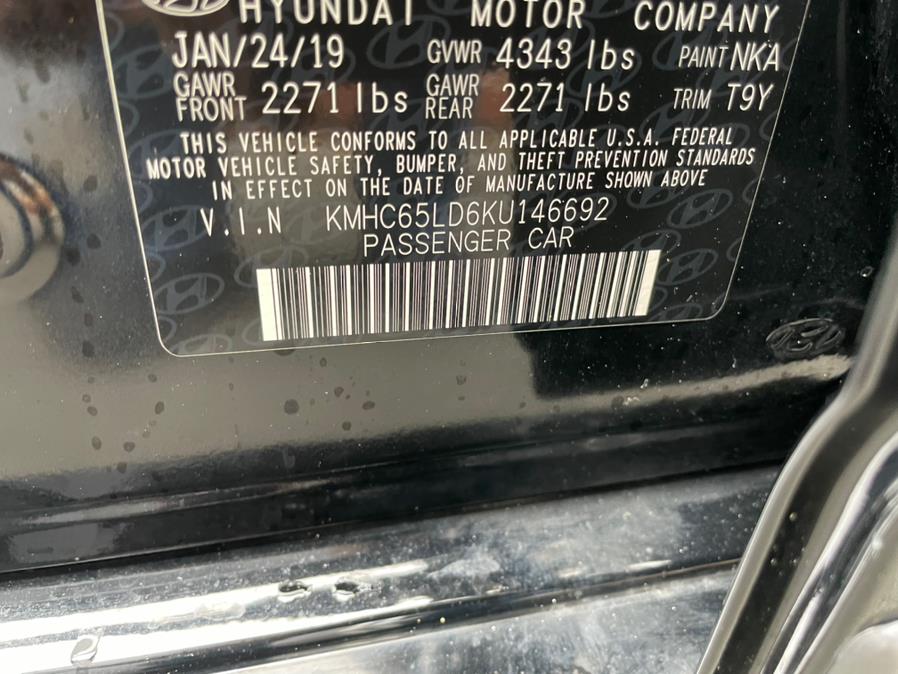 HYUNDAI MOTOR COMPANY
JAN/24/19 GVWR 4343 lbs PAINT NKA
GAWR FRONT 2271 lbs GAWR REAR 2271 lbs TRIM T9Y
THIS VEHICLE CONFORMS TO ALL APPLICABLE U.S.A. FEDERAL
MOTOR VEHICLE SAFETY, BUMPER, AND THEFT PREVENTION STANDARDS
IN EFFECT ON THE DATE OF MANUFACTURE SHOWN ABOVE
V.I.N KMHC65LD6KU146692
PASSENGER CAR